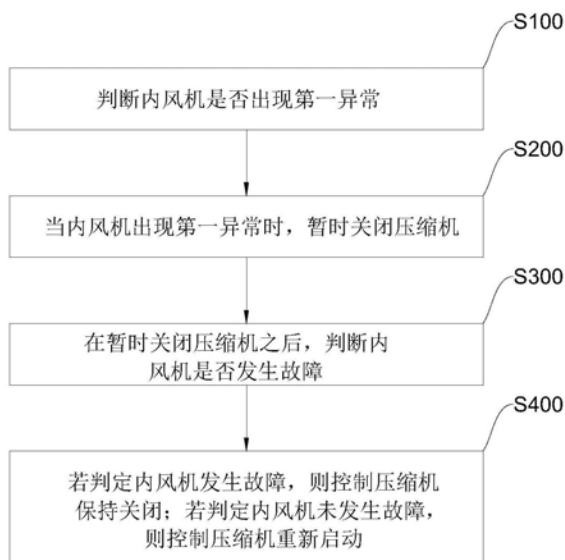 S100
判断内风机是否出现第一异常
S200
当内风机出现第一异常时，暂时关闭压缩机
S300
在暂时关闭压缩机之后，判断内
风机是否发生故障
S400
若判定内风机发生故障，则控制压缩机
保持关闭；若判定内风机未发生故障，
则控制压缩机重新启动